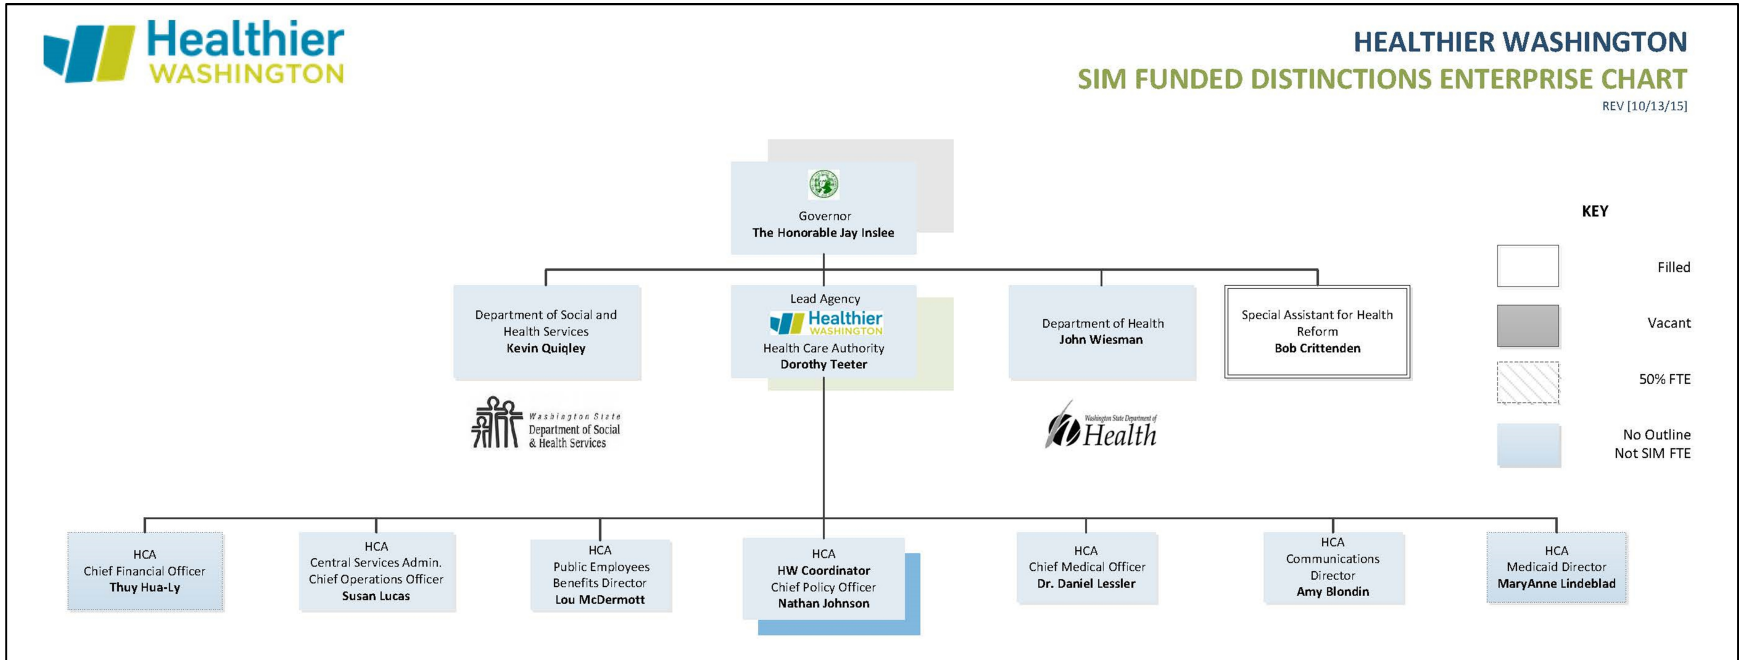 Healthier
WASHINGTON
HEALTHIER WASHINGTON
SIM FUNDED DISTINCTIONS ENTERPRISE CHART
REV [10/13/15]
Governor
The Honorable Jay Inslee
KEY
Filled
Vacant
50% FTE
No Outline
Not SIM FTE
Department of Social and
Health Services
Kevin Quigley
Lead Agency
Healthier
WASHINGTON
Health Care Authority
Dorothy Teeter
Department of Health
John Wiesman
Special Assistant for Health
Reform
Bob Crittenden
Washington State
Department of Social
& Health Services
Washington State Department of
Health
HCA
Chief Financial Officer
Thuy Hua-Ly
HCA
Central Services Admin.
Chief Operations Officer
Susan Lucas
HCA
Public Employees
Benefits Director
Lou McDermott
HCA
HW Coordinator
Chief Policy Officer
Nathan Johnson
HCA
Chief Medical Officer
Dr. Daniel Lessler
HCA
Communications
Director
Amy Blondin
HCA
Medicaid Director
MaryAnne Lindeblad